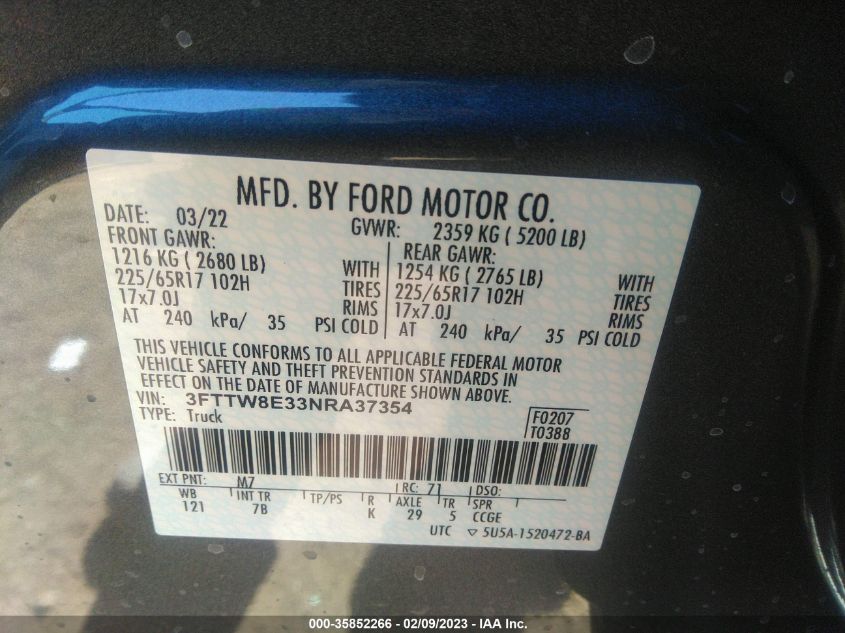 MFD. BY FORD MOTOR CO.
DATE: 03/22 GVWR: 2359 KG ( 5200 LB)
FRONT GAWR: REAR GAWR:
1216 KG ( 2680 LB) WITH 1254 KG ( 2765 LB) WITH
225/65R17 102H TIRES 225/65R17 102H TIRES
17x7.0J RIMS 17x7.0J RIMS
AT 240 kPa/ 35 PSI COLD AT 240 kPa/ 35 PSI COLD
THIS VEHICLE CONFORMS TO ALL APPLICABLE FEDERAL MOTOR
VEHICLE SAFETY AND THEFT PREVENTION STANDARDS IN
EFFECT ON THE DATE OF MANUFACTURE SHOWN ABOVE.
VIN: 3FTTW8E33NRA37354
TYPE: Truck F0207
T0388
EXT PNT: M7 RC: 71 DSO:
WB INT TR TP/PS R AXLE TR SPR
121 7B K 29 5 CCGE
UTC ▽ 5U5A-1520472-BA
000-35852266 - 02/09/2023 - IAA Inc.